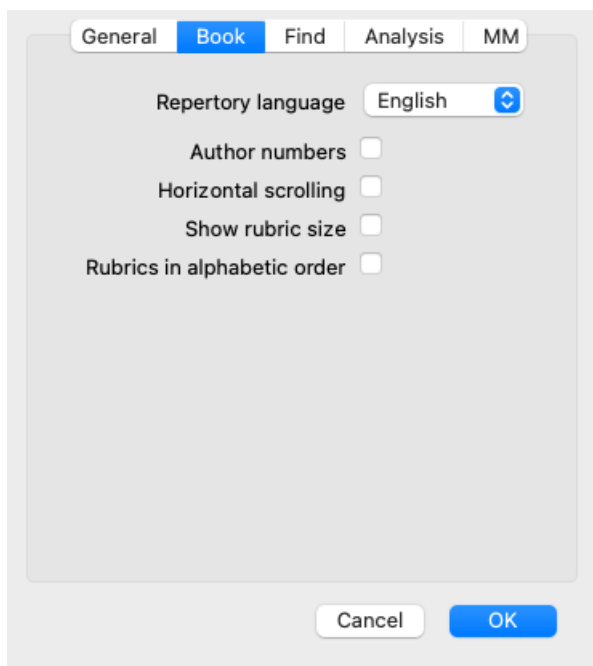 General Book Find Analysis MM
Repertory language English
Author numbers
Horizontal scrolling
Show rubric size
Rubrics in alphabetic order
Cancel OK